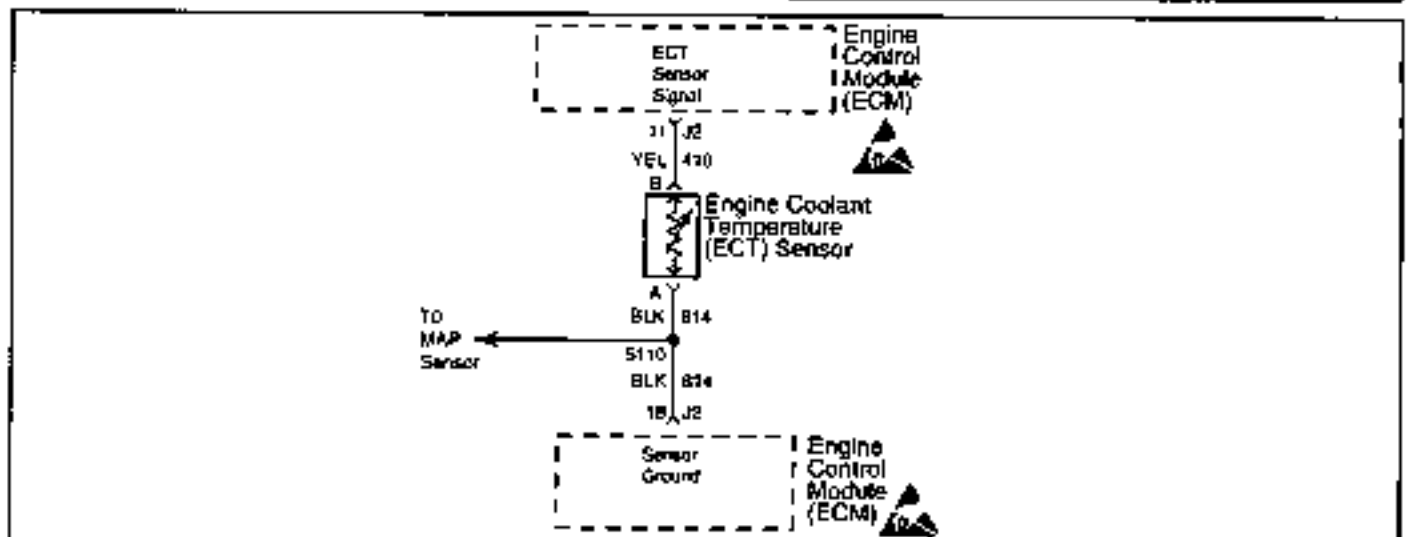 ECT
Sensor
Signal
Engine
Control
Module
(ECM)
J2
YEL
B
Engine Coolant
Temperature
(ECT) Sensor
A
BLK 814
TO
MAP
Sensor
S110
BLK
J2
Sensor
Ground
Engine
Control
Module
(ECM)